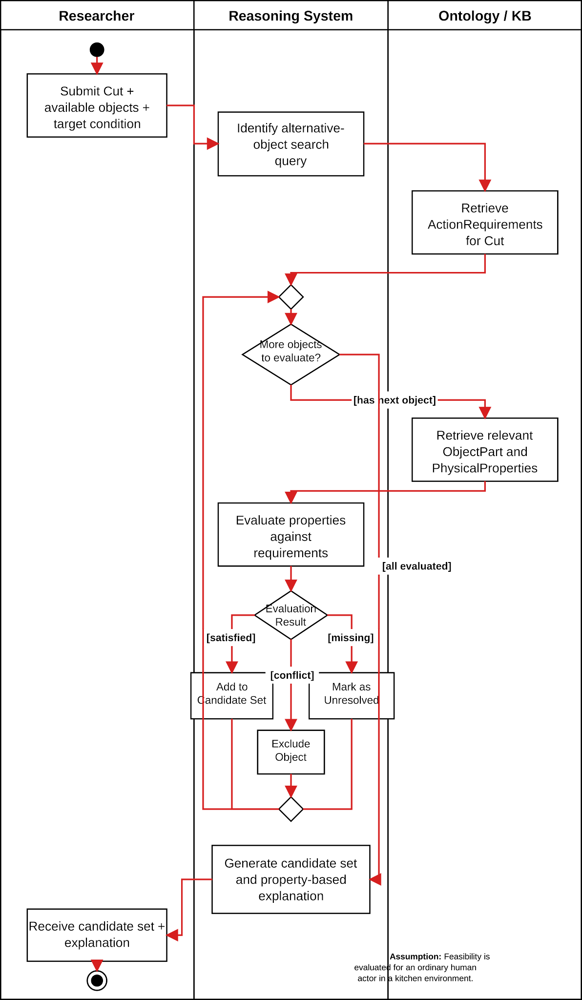 Researcher
Reasoning System
Ontology / KB
Submit Cut +
available objects +
target condition
Identify alternative-
object search
query
Retrieve
ActionRequirements
for Cut
More objects
to evaluate?
[has next object]
Retrieve relevant
ObjectPart and
PhysicalProperties
Evaluate properties
against
requirements
[all evaluated]
Evaluation
Result
[satisfied]
[missing]
[conflict]
Add to
Candidate Set
Mark as
Unresolved
Exclude
Object
Generate candidate set
and property-based
explanation
Receive candidate set +
explanation
Assumption: Feasibility is
evaluated for an ordinary human
actor in a kitchen environment.